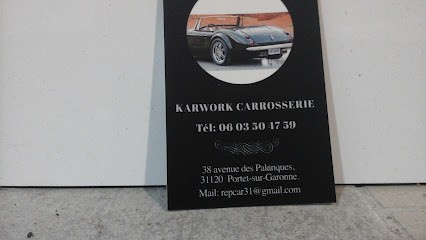 KARWORK CARROSSERIE
Tél: 06 03 50 47 59
38 avenue des Palanques,
31120 Portet-sur-Garonne.
Mail: repcar31@gmail.com